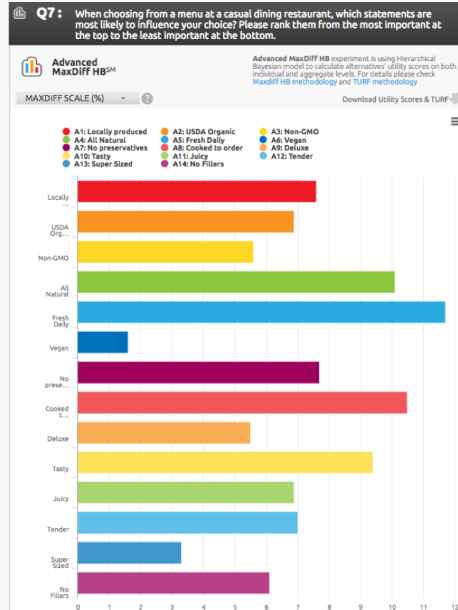 Q7: When choosing from a menu at a casual dining restaurant, which statements are
most likely to influence your choice? Please rank them from the most important at
the top to the least important at the bottom.
Advanced
MaxDiff HB SM
Advanced MaxDiff HB experiment is using Hierarchical
Bayesian model to calculate alternatives' utility scores on both
individual and aggregate levels. For details please check
MaxDiff HB methodology and TURF methodology
MAXDIFF SCALE (%)
?
Download Utility Scores & TURF
A1: Locally produced A2: USDA Organic A3: Non-GMO
A4: All Natural A5: Fresh Daily A6: Vegan
A7: No preservatives A8: Cooked to order A9: Deluxe
A10: Tasty A11: Juicy A12: Tender
A13: Super Sized A14: No Fillers
Locally
...
USDA
Org...
Non-GMO
All
Natural
Fresh
Daily
Vegan
No
prese...
Cooked
t...
Deluxe
Tasty
Juicy
Tender
Super
Sized
No
Fillers
0 1 2 3 4 5 6 7 8 9 10 11 12